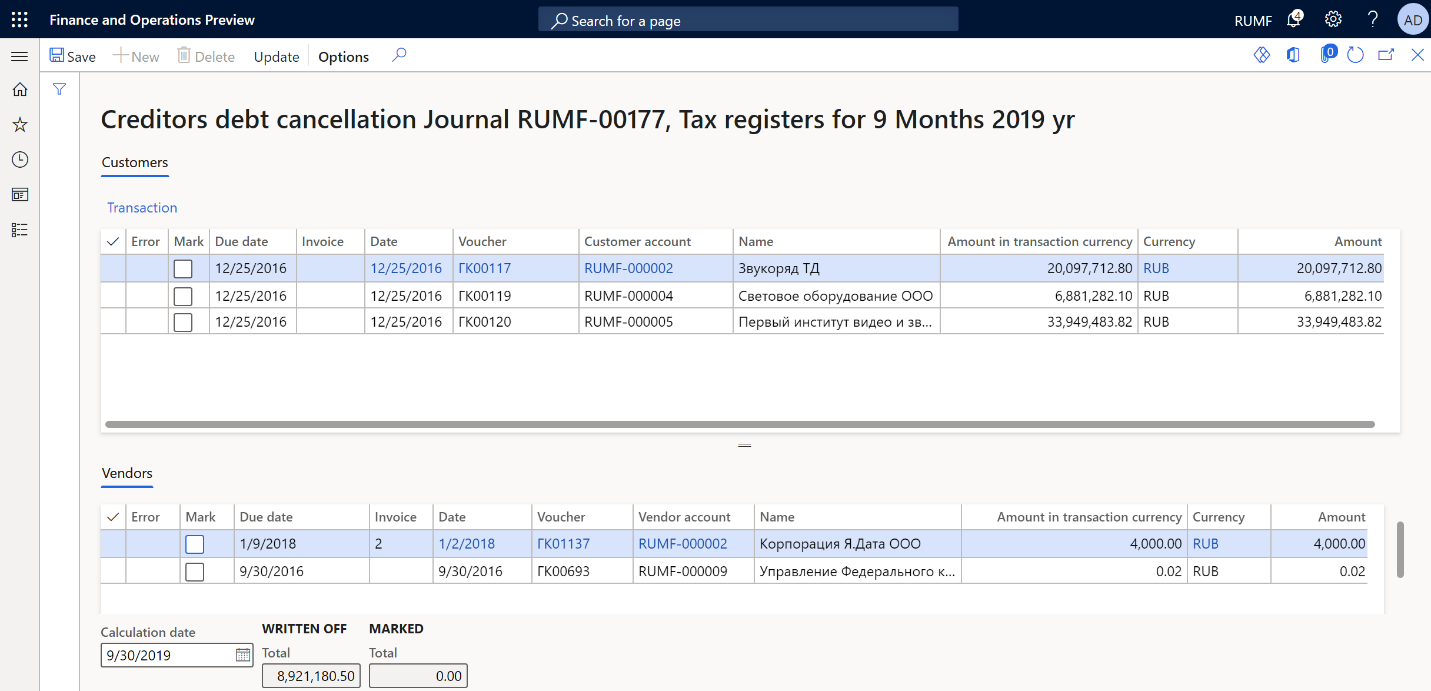 Finance and Operations Preview
Search for a page
RUMF
4
?
AD
Save
New
Delete
Update
Options
0
Creditors debt cancellation Journal RUMF-00177, Tax registers for 9 Months 2019 yr
Customers
Transaction
Error Mark Due date Invoice Date Voucher Customer account Name Amount in transaction currency Currency Amount
12/25/2016 12/25/2016 ГК00117 RUMF-000002 Звукоряд ТД 20,097,712.80 RUB 20,097,712.80
12/25/2016 12/25/2016 ГК00119 RUMF-000004 Световое оборудование ООО 6,881,282.10 RUB 6,881,282.10
12/25/2016 12/25/2016 ГК00120 RUMF-000005 Первый институт видео и зв... 33,949,483.82 RUB 33,949,483.82
Vendors
Error Mark Due date Invoice Date Voucher Vendor account Name Amount in transaction currency Currency Amount
1/9/2018 2 1/2/2018 ГК01137 RUMF-000002 Корпорация Я.Дата ООО 4,000.00 RUB 4,000.00
9/30/2016 9/30/2016 ГК00693 RUMF-000009 Управление Федерального к... 0.02 RUB 0.02
Calculation date WRITTEN OFF MARKED
Total Total
9/30/2019 8,921,180.50 0.00